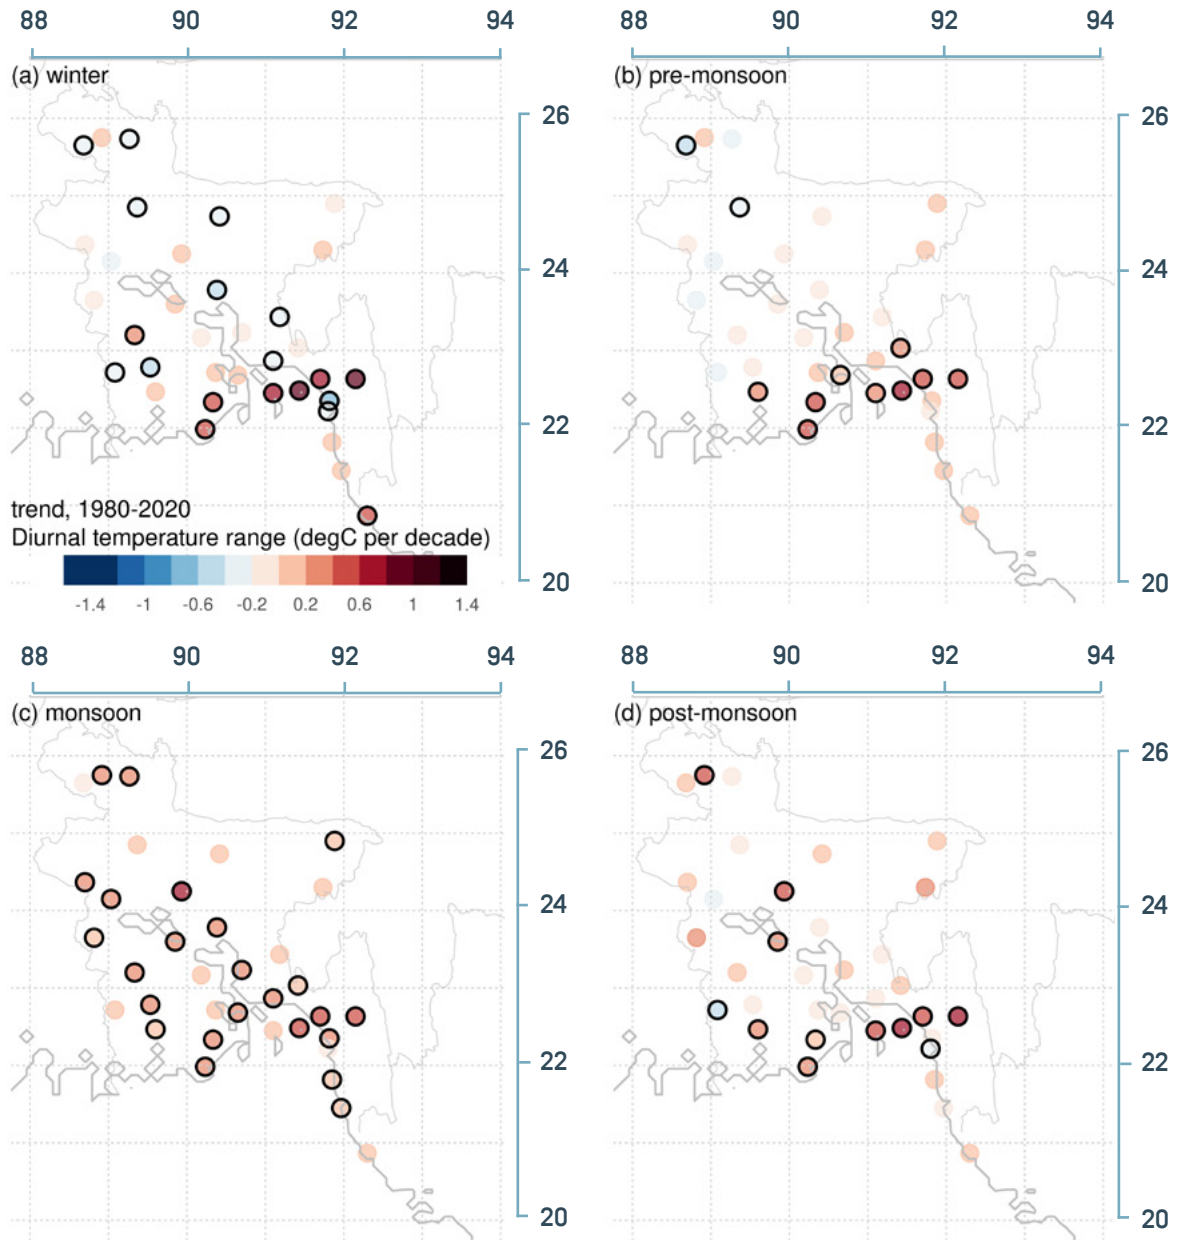 88 90 92 94
88 90 92 94
(a) winter
(b) pre-monsoon
26
26
24
24
22
22
trend, 1980-2020
Diurnal temperature range (degC per decade)
20
20
-1.4 -1 -0.6 -0.2 0.2 0.6 1 1.4
88 90 92 94
88 90 92 94
(c) monsoon
(d) post-monsoon
26
26
24
24
22
22
20
20